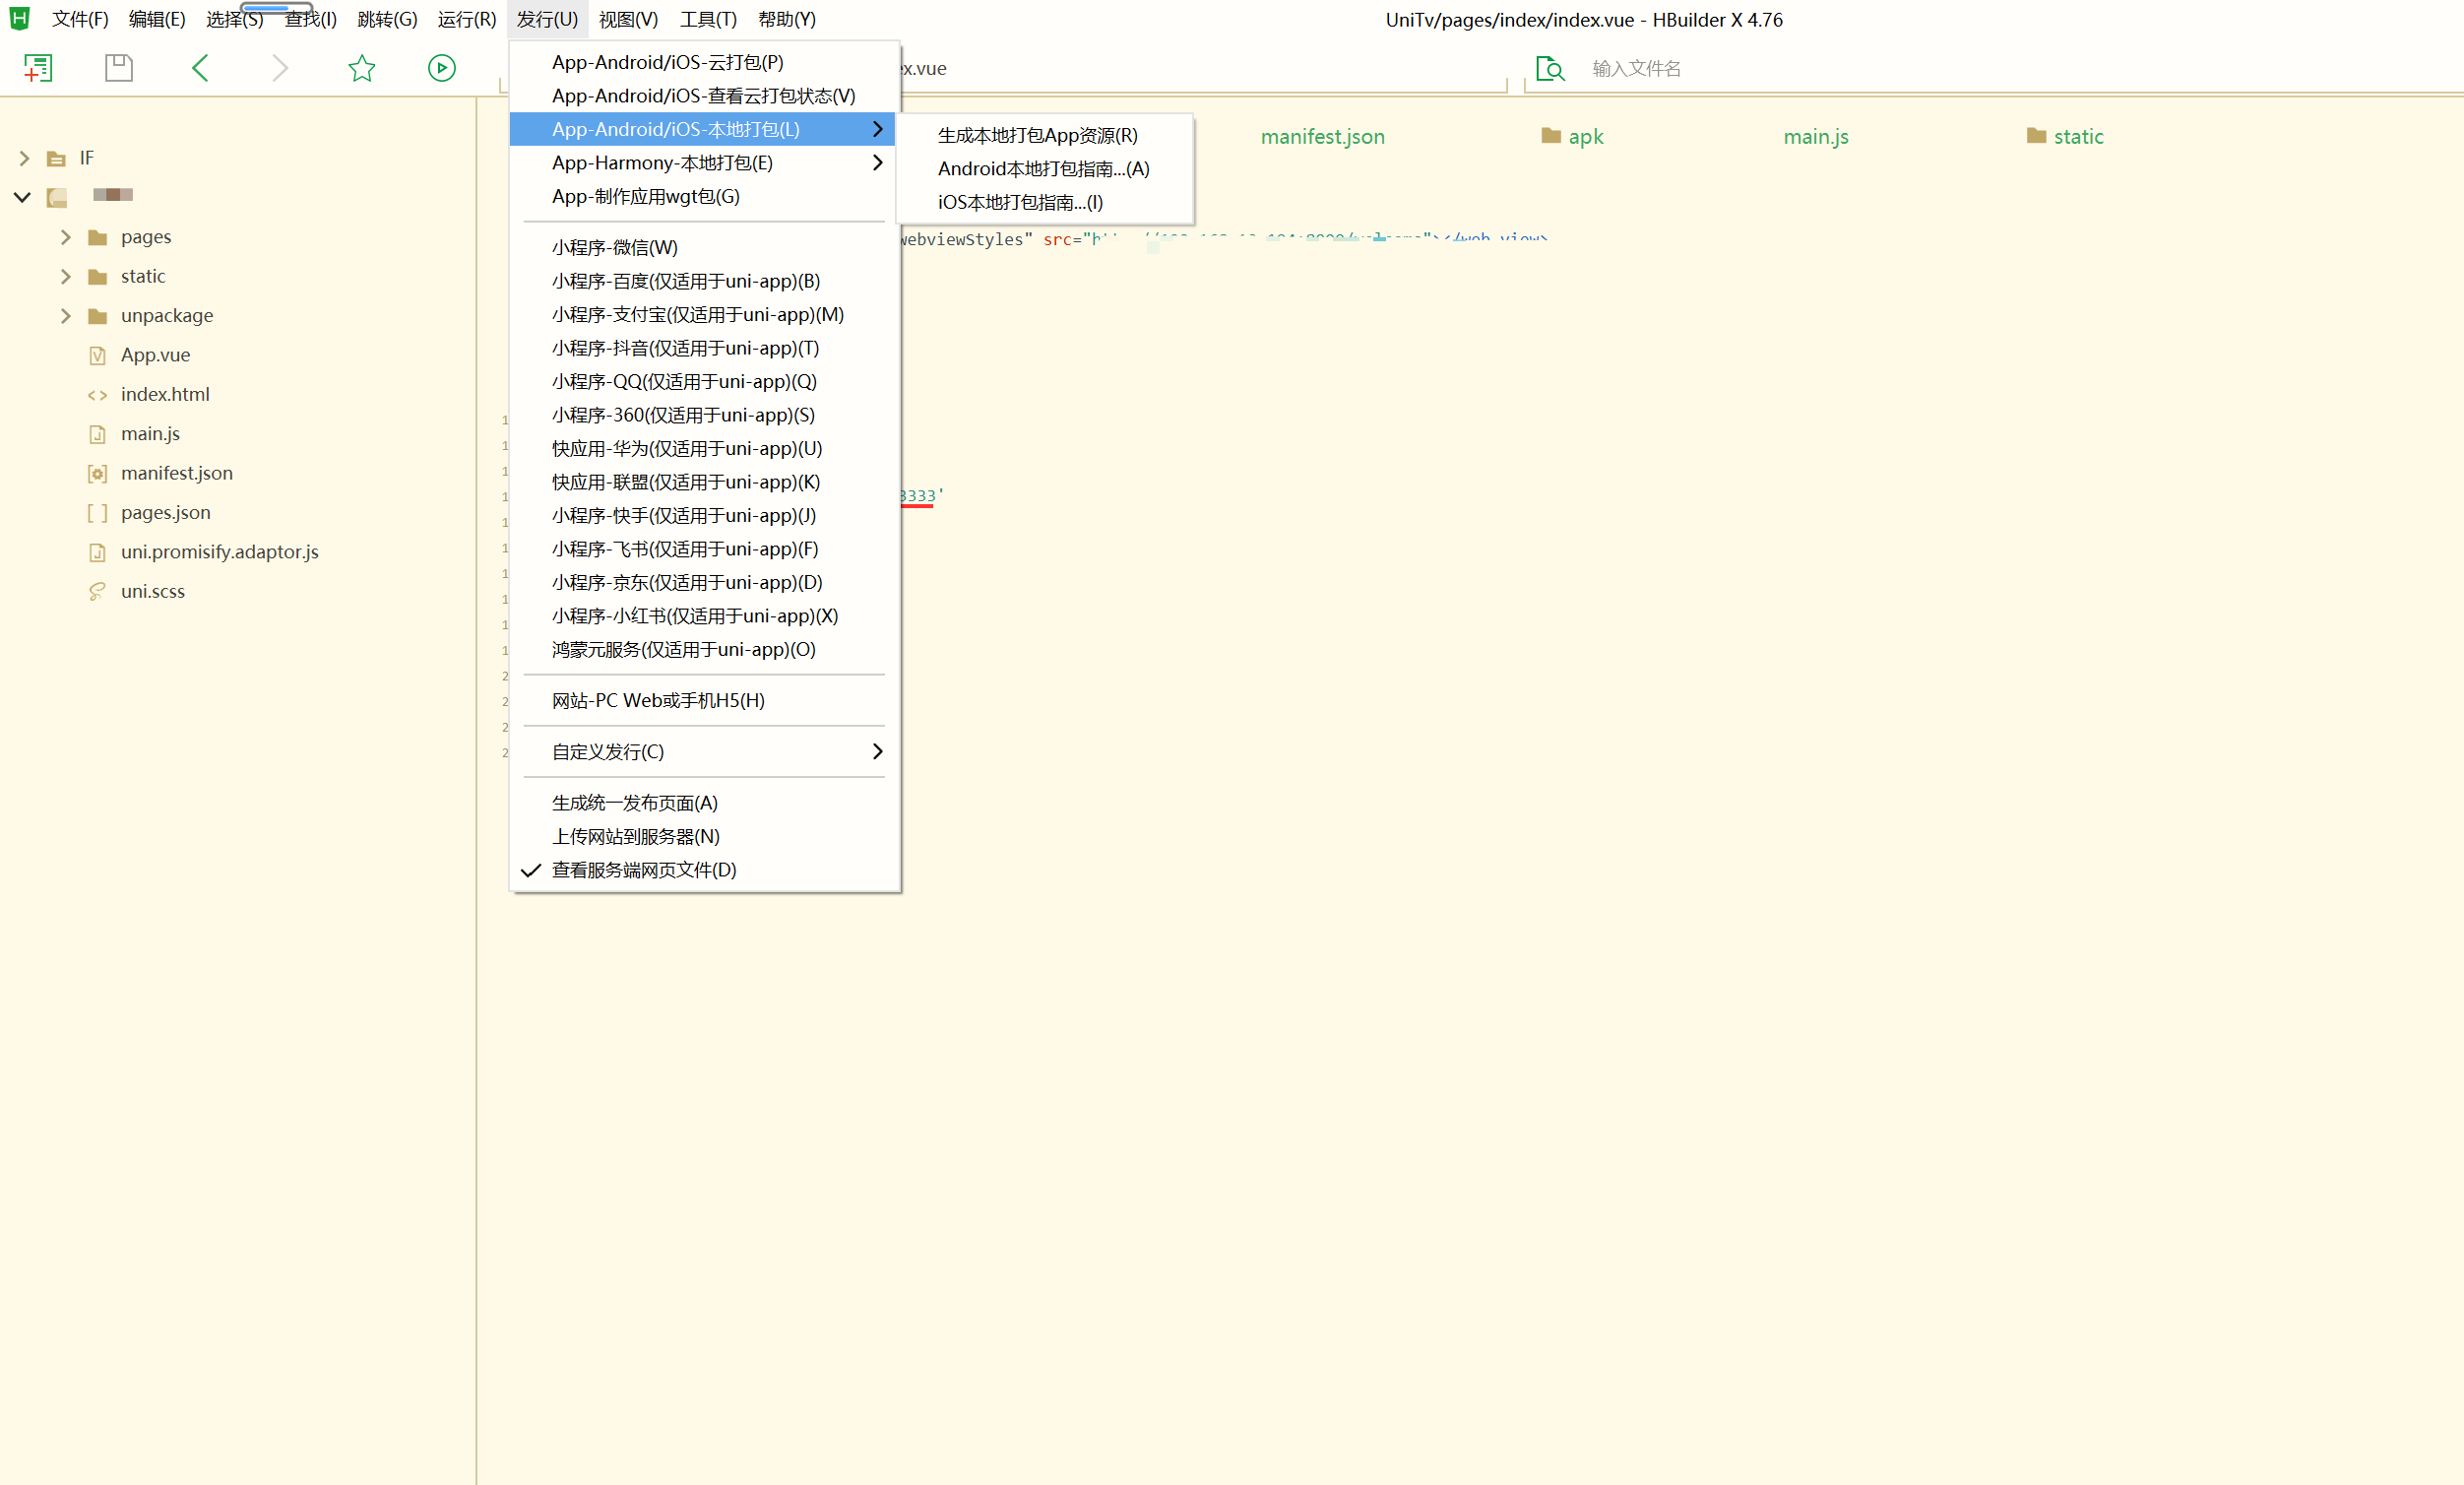 文件(F) 编辑(E) 选择(S) 查找(I) 跳转(G) 运行(R) 发行(U) 视图(V) 工具(T) 帮助(Y)
UniTv/pages/index/index.vue - HBuilder X 4.76
ex.vue
输入文件名
IF
pages
static
unpackage
App.vue
index.html
main.js
manifest.json
pages.json
uni.promisify.adaptor.js
uni.scss
App-Android/iOS-云打包(P)
App-Android/iOS-查看云打包状态(V)
App-Android/iOS-本地打包(L)
App-Harmony-本地打包(E)
App-制作应用wgt包(G)
小程序-微信(W)
小程序-百度(仅适用于uni-app)(B)
小程序-支付宝(仅适用于uni-app)(M)
小程序-抖音(仅适用于uni-app)(T)
小程序-QQ(仅适用于uni-app)(Q)
小程序-360(仅适用于uni-app)(S)
快应用-华为(仅适用于uni-app)(U)
快应用-联盟(仅适用于uni-app)(K)
小程序-快手(仅适用于uni-app)(J)
小程序-飞书(仅适用于uni-app)(F)
小程序-京东(仅适用于uni-app)(D)
小程序-小红书(仅适用于uni-app)(X)
鸿蒙元服务(仅适用于uni-app)(O)
网站-PC Web或手机H5(H)
自定义发行(C)
生成统一发布页面(A)
上传网站到服务器(N)
查看服务端网页文件(D)
生成本地打包App资源(R)
Android本地打包指南...(A)
iOS本地打包指南...(I)
manifest.json apk main.js static
webviewStyles" src="
3333'